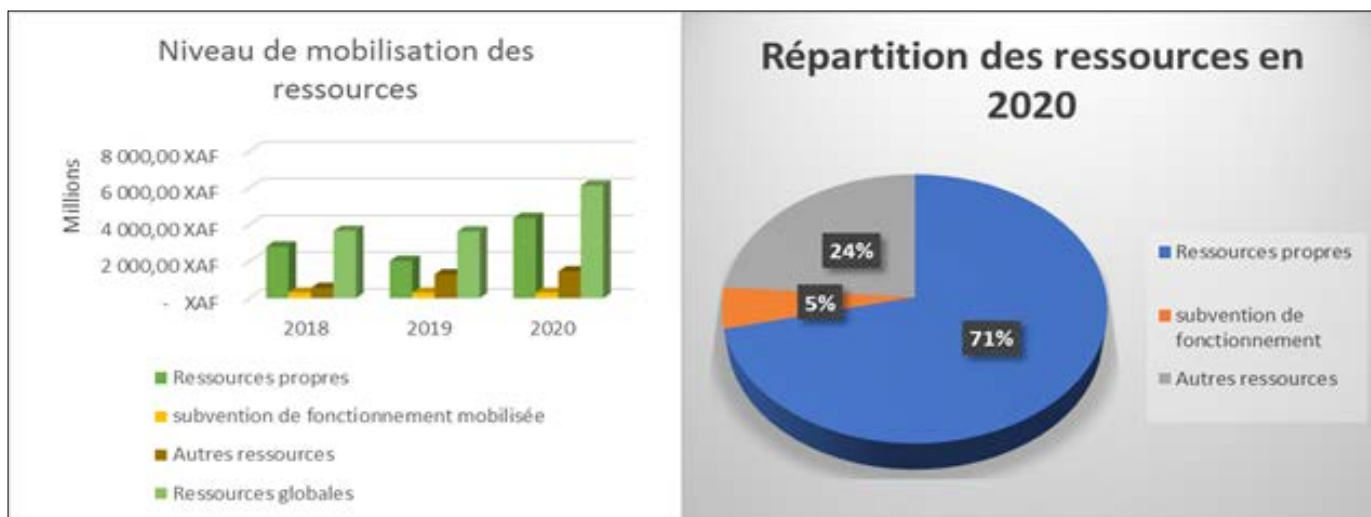 Niveau de mobilisation des
ressources
Millions
8 000,00 XAF
6 000,00 XAF
4 000,00 XAF
2 000,00 XAF
- XAF
2018
2019
2020
Ressources propres
subvention de fonctionnement mobilisée
Autres ressources
Ressources globales
Répartition des ressources en
2020
24%
5%
71%
Ressources propres
subvention de
fonctionnement
Autres ressources